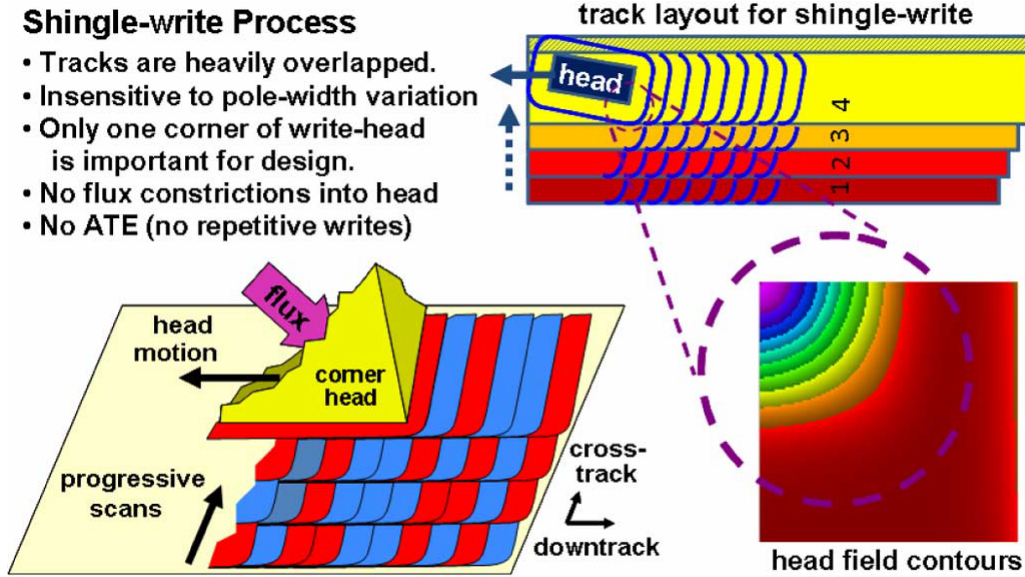 Shingle-write Process
• Tracks are heavily overlapped.
• Insensitive to pole-width variation
• Only one corner of write-head
is important for design.
• No flux constrictions into head
• No ATE (no repetitive writes)
track layout for shingle-write
head
4
3
2
1
flux
head
motion
corner
head
progressive
scans
cross-
track
downtrack
head field contours